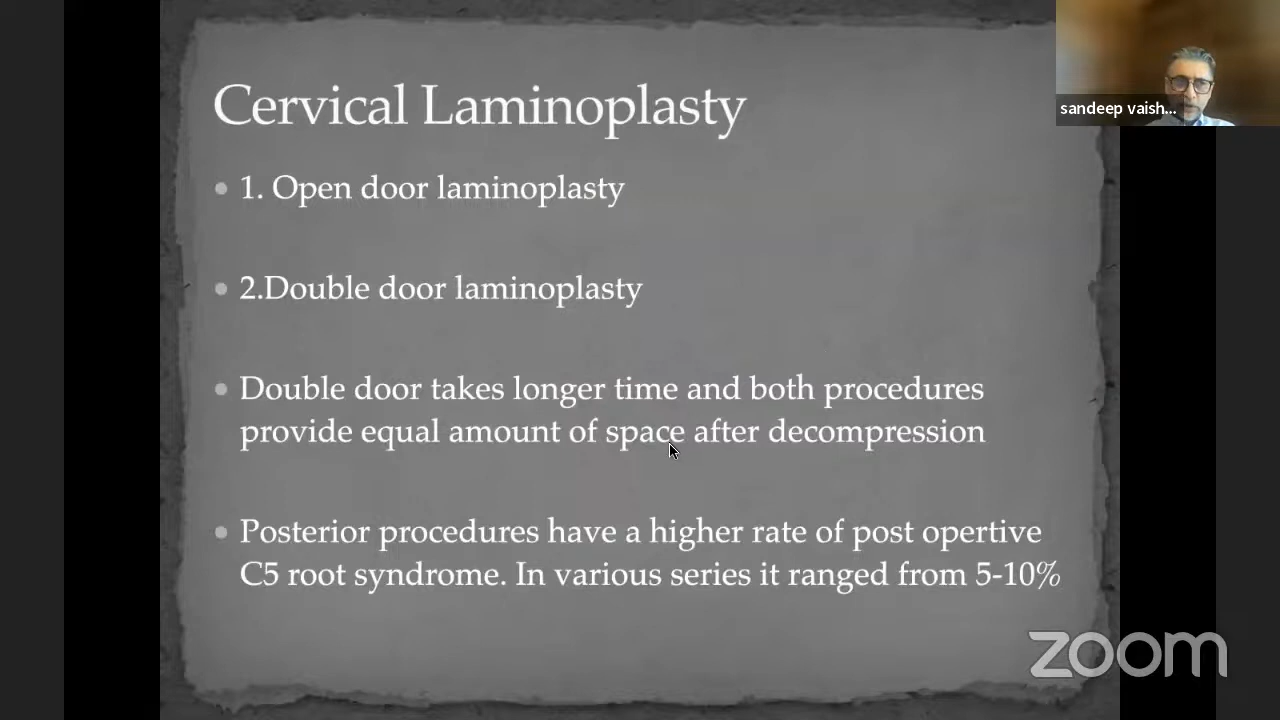 Cervical Laminoplasty
sandeep vaish...
1. Open door laminoplasty
2.Double door laminoplasty
Double door takes longer time and both procedures
provide equal amount of space after decompression
Posterior procedures have a higher rate of post opertive
C5 root syndrome. In various series it ranged from 5-10%
zoom